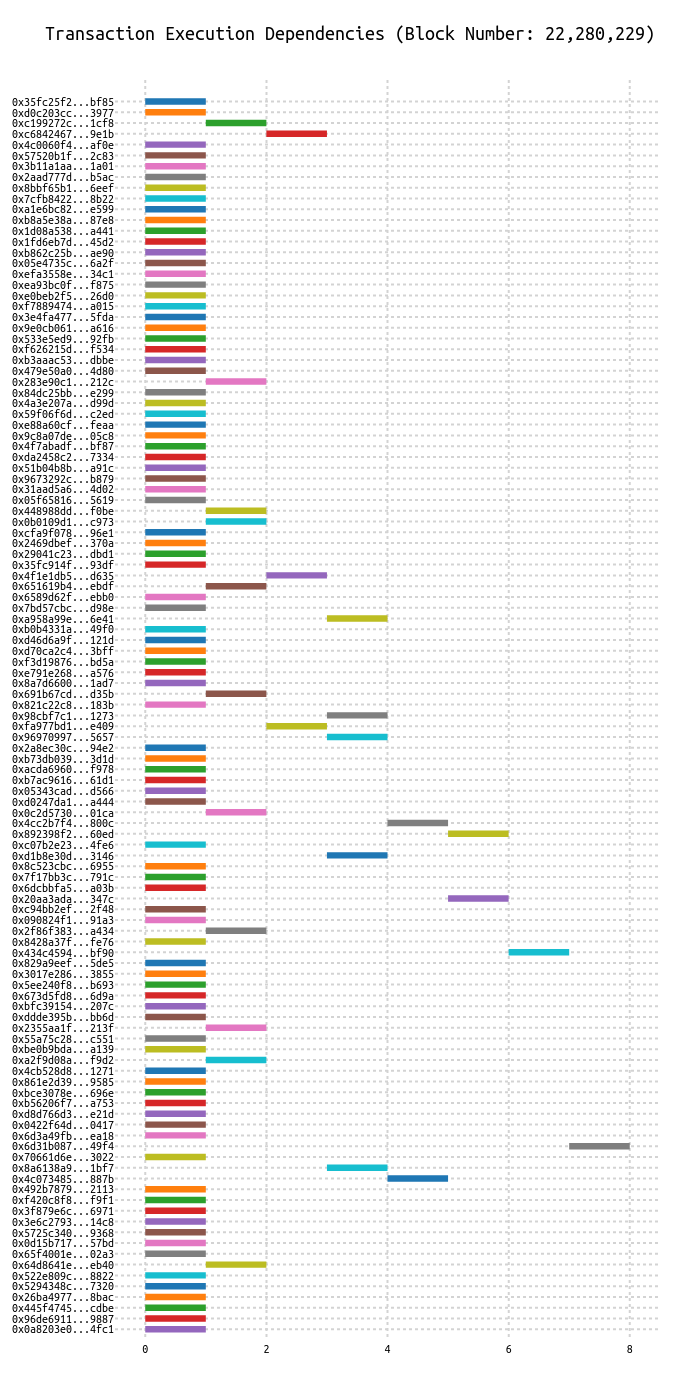 Transaction Execution Dependencies (Block Number: 22,280,229)
0x35fc25f2...bf85
0xd0c203cc...3977
0xc199272c...1cf8
0xc6842467...9e1b
0x4c0060f4...af0e
0x57520b1f...2c83
0x3b11a1aa...1a01
0x2aad777d...b5ac
0x8bbf65b1...6eef
0x7cfb8422...8b22
0xa1e6bc82...e599
0xb8a5e38a...87e8
0x1d08a538...a441
0x1fd6eb7d...45d2
0xb862c25b...ae90
0x05e4735c...6a2f
0xefa3558e...34c1
0xea93bc0f...f875
0xe0beb2f5...26d0
0xf7889474...a015
0x3e4fa477...5fda
0x9e0cb061...a616
0x533e5ed9...92fb
0xf626215d...f534
0xb3aaac53...dbbe
0x479e50a0...4d80
0x283e90c1...212c
0x84dc25bb...e299
0x4a3e207a...d99d
0x59f06f6d...c2ed
0xe88a60cf...feaa
0x9c8a07de...05c8
0x4f7abadf...bf87
0xda2458c2...7334
0x51b04b8b...a91c
0x9673292c...b879
0x31aad5a6...4d02
0x05f65816...5619
0x448988dd...f0be
0x0b0109d1...c973
0xcfa9f078...96e1
0x2469dbef...370a
0x29041c23...dbd1
0x35fc914f...93df
0x4f1e1db5...d635
0x651619b4...ebdf
0x6589d62f...ebb0
0x7bd57cbc...d98e
0xa958a99e...6e41
0xb0b4331a...49f0
0xd46d6a9f...121d
0xd70ca2c4...3bff
0xf3d19876...bd5a
0xe791e268...a576
0x8a7d6600...1ad7
0x691b67cd...d35b
0x821c22c8...183b
0x98cbf7c1...1273
0xfa977bd1...e409
0x96970997...5657
0x2a8ec30c...94e2
0xb73db039...3d1d
0xacda6960...f978
0xb7ac9616...61d1
0x05343cad...d566
0xd0247da1...a444
0x0c2d5730...01ca
0x4cc2b7f4...800c
0x892398f2...60ed
0xc07b2e23...4fe6
0xd1b8e30d...3146
0x8c523cbc...6955
0x7f17bb3c...791c
0x6dcbbfa5...a03b
0x20aa3ada...347c
0xc94bb2ef...2f48
0x090824f1...91a3
0x2f86f383...a434
0x8428a37f...fe76
0x434c4594...bf90
0x829a9eef...5de5
0x3017e286...3855
0x5ee240f8...b693
0x673d5fd8...6d9a
0xbfc39154...207c
0xddde395b...bb6d
0x2355aa1f...213f
0x55a75c28...c551
0xbe0b9bda...a139
0xa2f9d08a...f9d2
0x4cb528d8...1271
0x861e2d39...9585
0xbce3078e...696e
0xb56206f7...a753
0xd8d766d3...e21d
0x0422f64d...0417
0x6d3a49fb...ea18
0x6d31b087...49f4
0x70661d6e...3022
0x8a6138a9...1bf7
0x4c073485...887b
0x492b7879...2113
0xf420c8f8...f9f1
0x3f879e6c...6971
0x3e6c2793...14c8
0x5725c340...9368
0x0d15b717...57bd
0x65f4001e...02a3
0x64d8641e...eb40
0x522e809c...8822
0x5294348c...7320
0x26ba4977...8bac
0x445f4745...cdbe
0x96de6911...9887
0x0a8203e0...4fc1
0 2 4 6 8